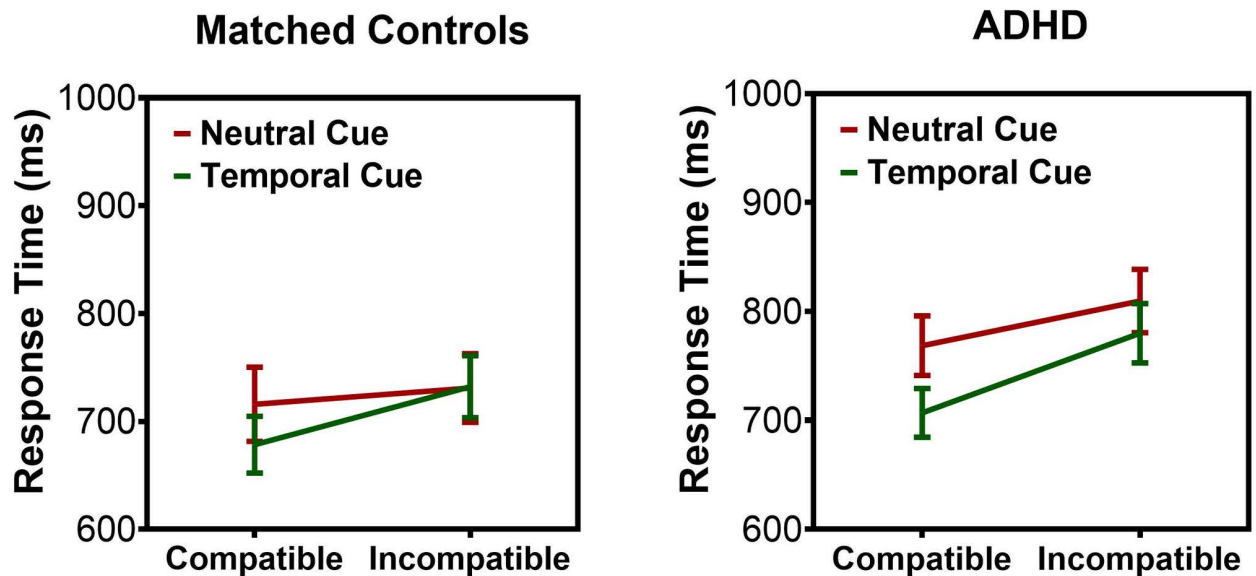 Matched Controls
Response Time (ms)
1000
900
800
700
600
Neutral Cue
Temporal Cue
Compatible Incompatible
ADHD
Response Time (ms)
1000
900
800
700
600
Neutral Cue
Temporal Cue
Compatible Incompatible